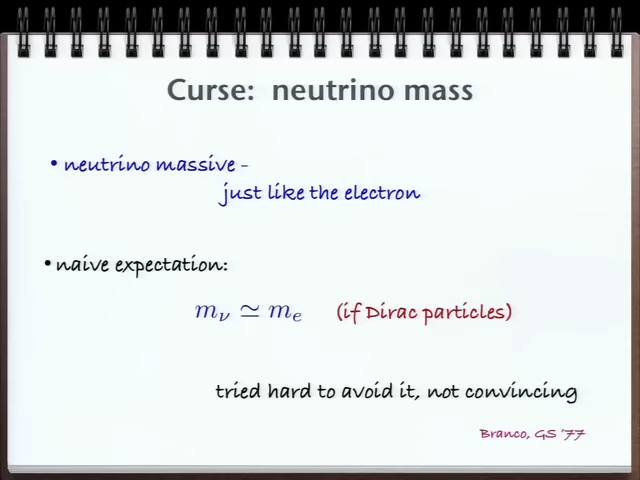 Curse: neutrino mass
• neutrino massive -
just like the electron
• naive expectation:
m_ν ≃ m_e (if Dirac particles)
tried hard to avoid it, not convincing
Branco, GS '77